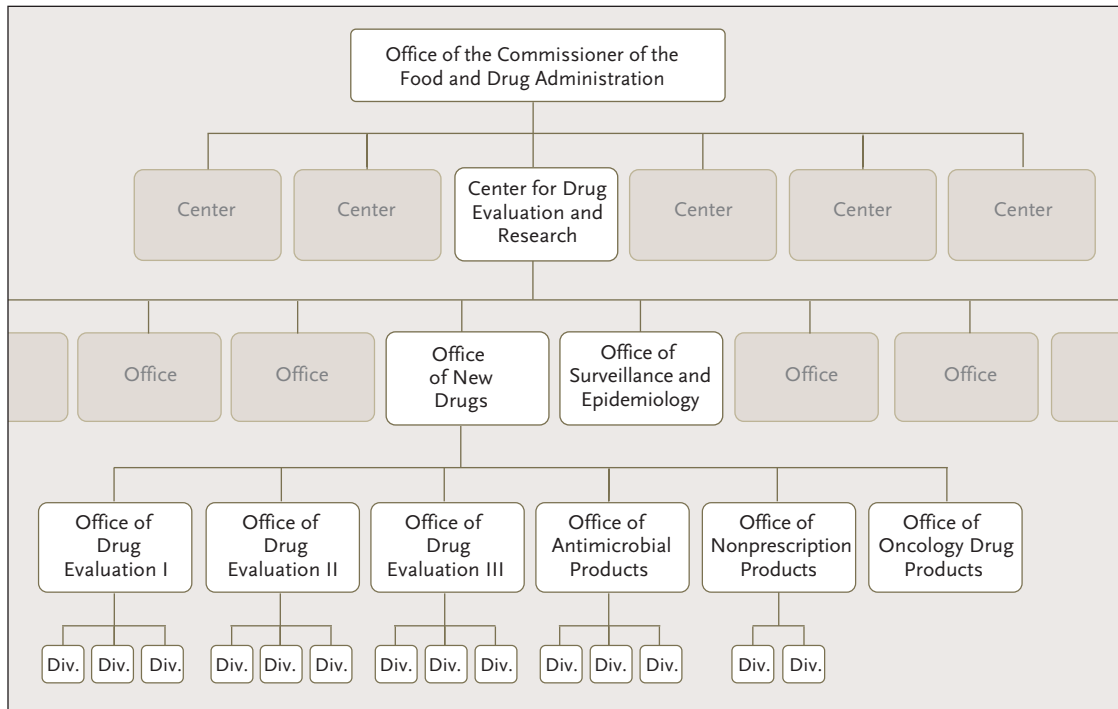 Office of the Commissioner of the
Food and Drug Administration
Center
Center
Center for Drug
Evaluation and
Research
Center
Center
Center
Office
Office
Office
of New
Drugs
Office of
Surveillance and
Epidemiology
Office
Office
Office of
Drug
Evaluation I
Office of
Drug
Evaluation II
Office of
Drug
Evaluation III
Office of
Antimicrobial
Products
Office of
Nonprescription
Products
Office of
Oncology Drug
Products
Div.
Div.
Div.
Div.
Div.
Div.
Div.
Div.
Div.
Div.
Div.
Div.
Div.
Div.